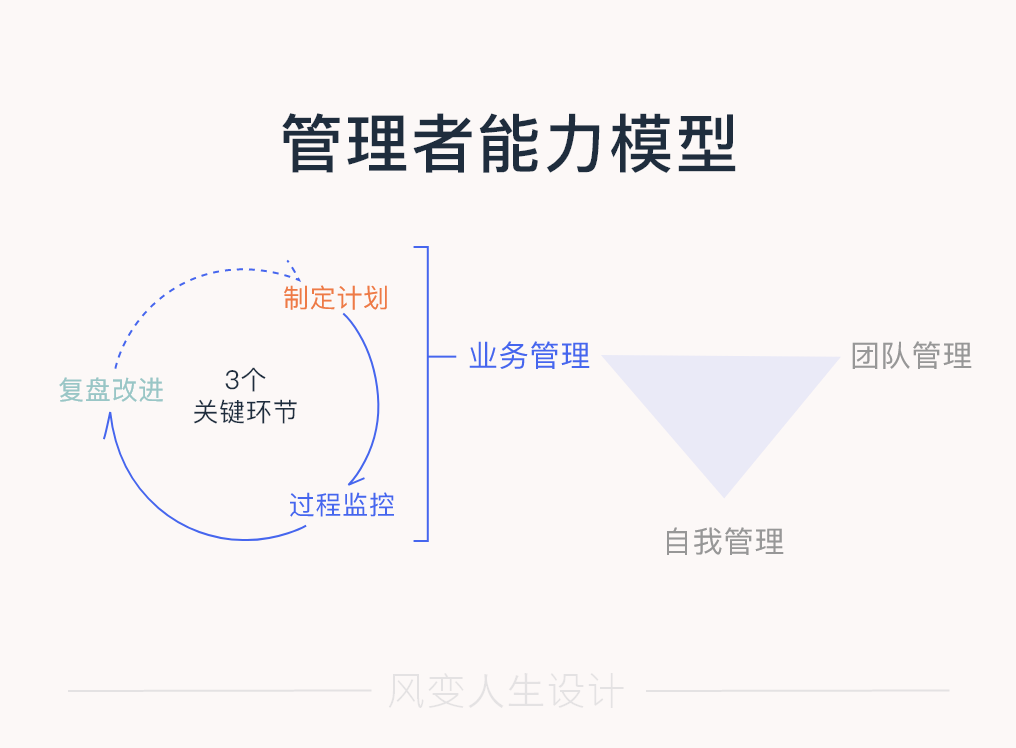 管理者能力模型
制定计划
业务管理
团队管理
复盘改进
3个
关键环节
过程监控
自我管理
风变人生设计